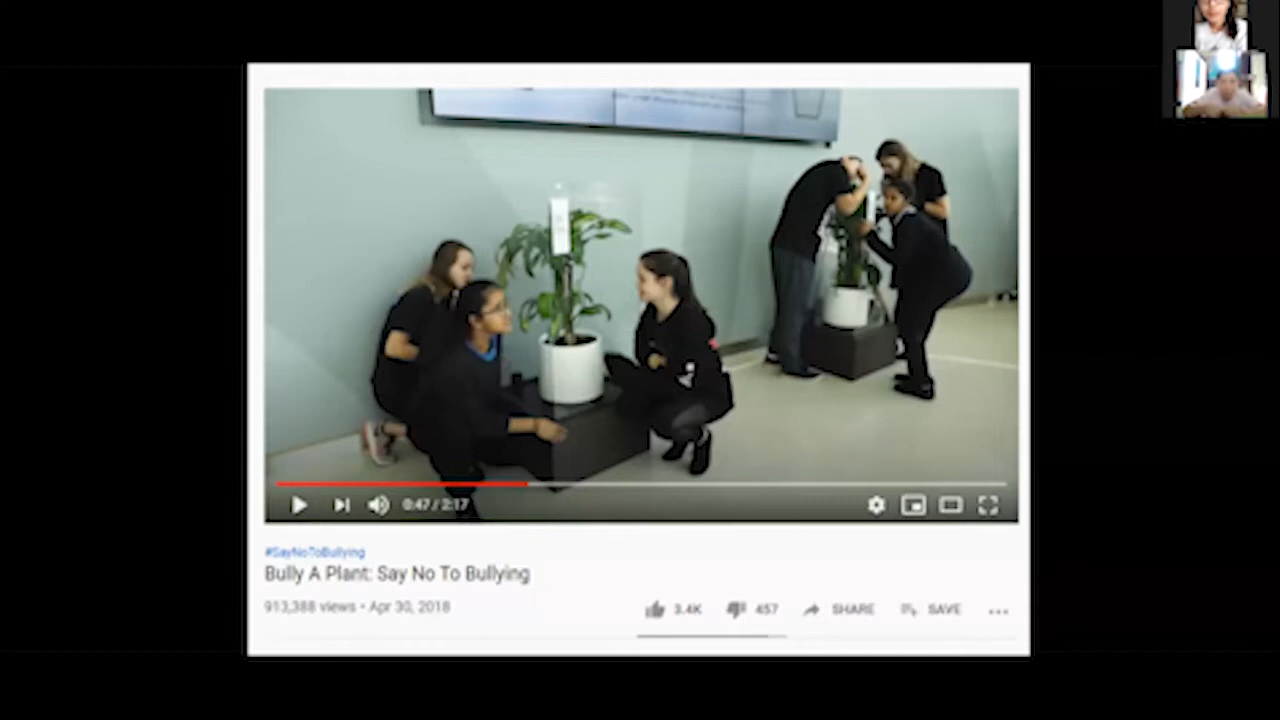 0:47 / 2:17
#SayNoToBullying
Bully A Plant: Say No To Bullying
913,388 views • Apr 30, 2018
3.4K 457 SHARE SAVE